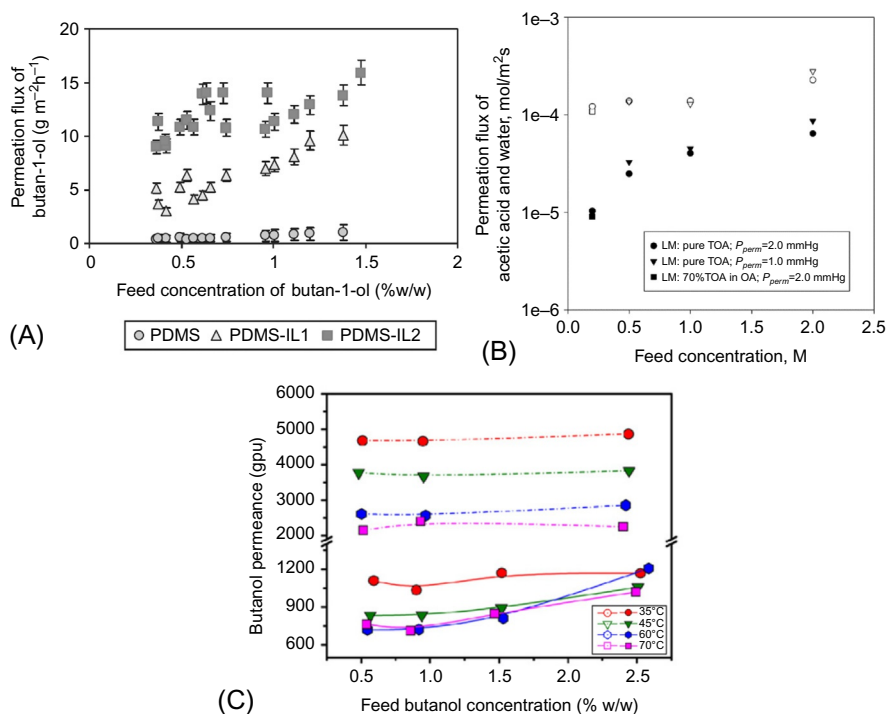 20
15
10
5
0
Permeation flux of
butan-1-ol (g m⁻²h⁻¹)
0 0.5 1 1.5 2
Feed concentration of butan-1-ol (%w/w)
PDMS PDMS-IL1 PDMS-IL2
(A)
1e–3
1e–4
1e–5
1e–6
Permeation flux of
acetic acid and water, mol/m²s
LM: pure TOA; Pperm=2.0 mmHg
LM: pure TOA; Pperm=1.0 mmHg
LM: 70%TOA in OA; Pperm=2.0 mmHg
0.0 0.5 1.0 1.5 2.0 2.5
Feed concentration, M
(B)
6000
5000
4000
3000
2000
1200
900
600
Butanol permeance (gpu)
35°C
45°C
60°C
70°C
0.5 1.0 1.5 2.0 2.5
Feed butanol concentration (% w/w)
(C)